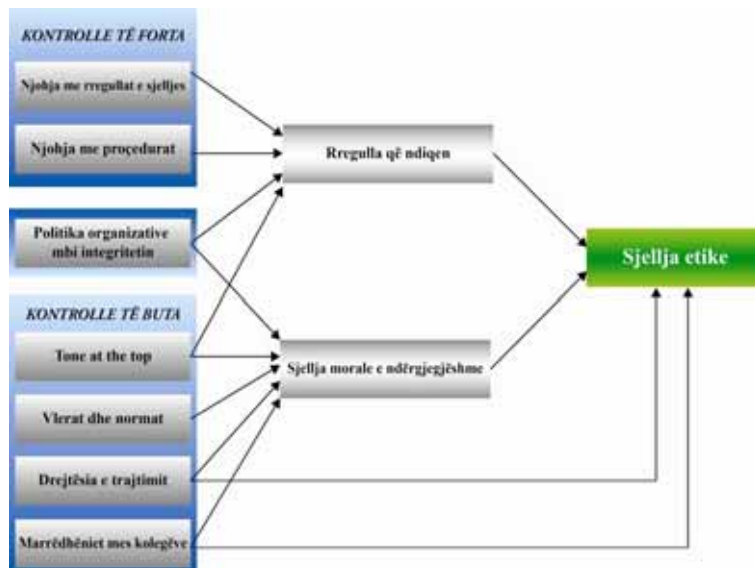 KONTROLLE TË FORTA
Njohja me rregullat e sjelljes
Njohja me proçedurat
Politika organizative
mbi integritetin
KONTROLLE TË BUTA
Tone at the top
Vlerat dhe normat
Drejtësia e trajtimit
Marrëdhëniet mes kolegëve
Rregulla që ndiqen
Sjellja morale e ndërgjegjëshme
Sjellja etike